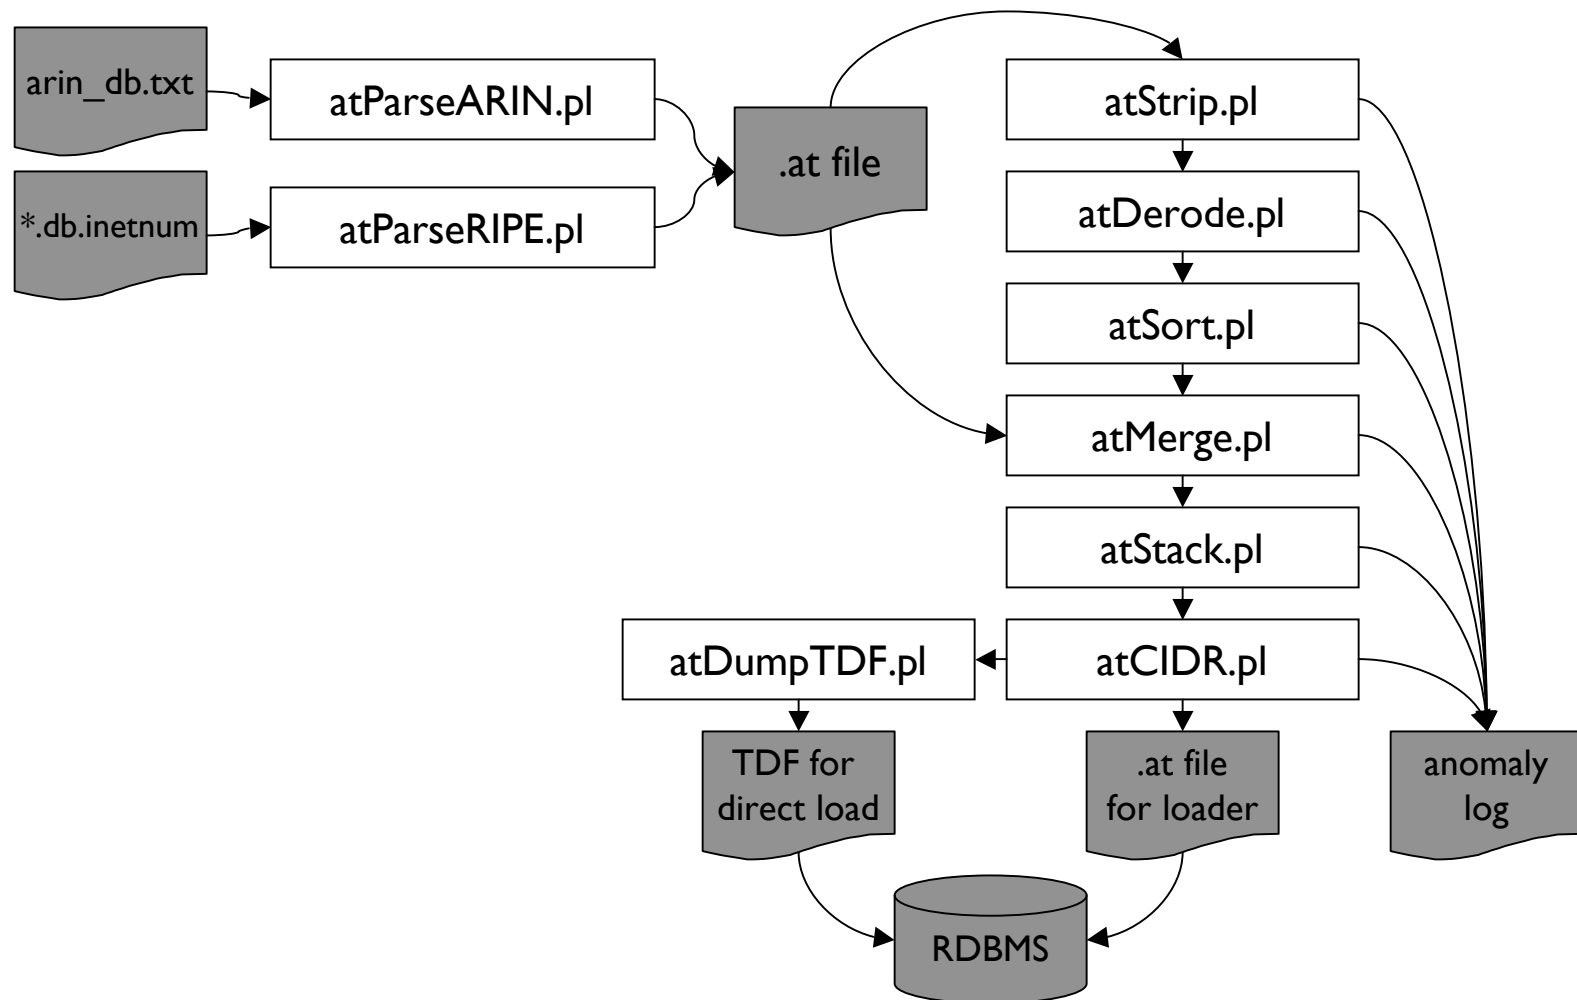 arin_db.txt
atParseARIN.pl
*.db.inetnum
atParseRIPE.pl
.at file
atStrip.pl
atDerode.pl
atSort.pl
atMerge.pl
atStack.pl
atDumpTDF.pl
atCIDR.pl
TDF for
direct load
.at file
for loader
anomaly
log
RDBMS